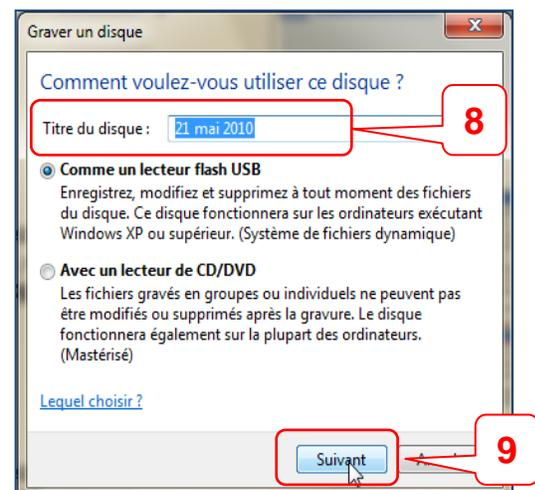 Graver un disque
Comment voulez-vous utiliser ce disque ?
8
Titre du disque : 21 mai 2010
Comme un lecteur flash USB
Enregistrez, modifiez et supprimez à tout moment des fichiers
du disque. Ce disque fonctionnera sur les ordinateurs exécutant
Windows XP ou supérieur. (Système de fichiers dynamique)
Avec un lecteur de CD/DVD
Les fichiers gravés en groupes ou individuels ne peuvent pas
être modifiés ou supprimés après la gravure. Le disque
fonctionnera également sur la plupart des ordinateurs.
(Mastérisé)
Lequel choisir ?
Suivant
9